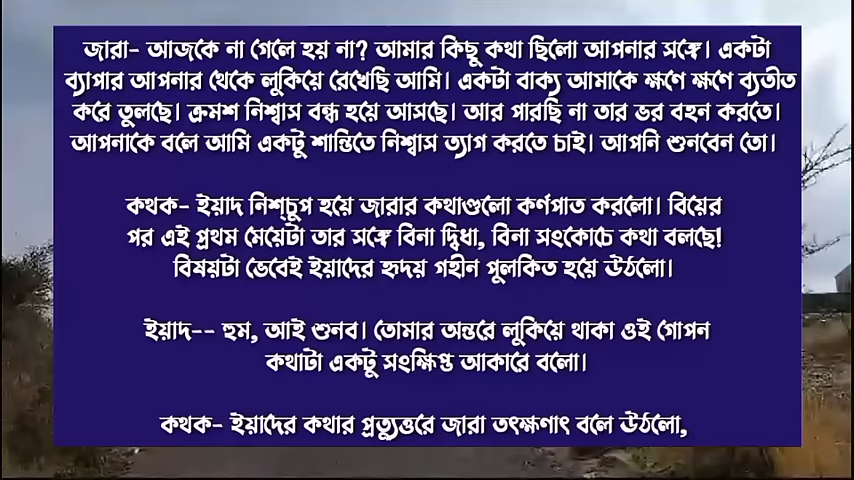 জারা- আজকে না গেলে হয় না? আমার কিছু কথা ছিলো আপনার সঙ্গে। একটা
ব্যাপার আপনার থেকে লুকিয়ে রেখেছি আমি। একটা বাক্য আমাকে ক্ষণে ক্ষণে ব্যতীত
করে তুলছে। ক্রমশ নিশ্বাস বন্ধ হয়ে আসছে। আর পারছি না তার ভর বহন করতে।
আপনাকে বলে আমি একটু শান্তিতে নিশ্বাস ত্যাগ করতে চাই। আপনি শুনবেন তো।
কথক- ইয়াদ নিশ্চুপ হয়ে জারার কথাগুলো কর্ণপাত করলো। বিয়ের
পর এই প্রথম মেয়েটা তার সঙ্গে বিনা দ্বিধা, বিনা সংকোচে কথা বলছে!
বিষয়টা ভেবেই ইয়াদের হৃদয় গহীন পুলকিত হয়ে উঠলো।
ইয়াদ-- হুম, আই শুনব। তোমার অন্তরে লুকিয়ে থাকা ওই গোপন
কথাটা একটু সংক্ষিপ্ত আকারে বলো।
কথক- ইয়াদের কথার প্রত্যুত্তরে জারা তৎক্ষণাৎ বলে উঠলো,